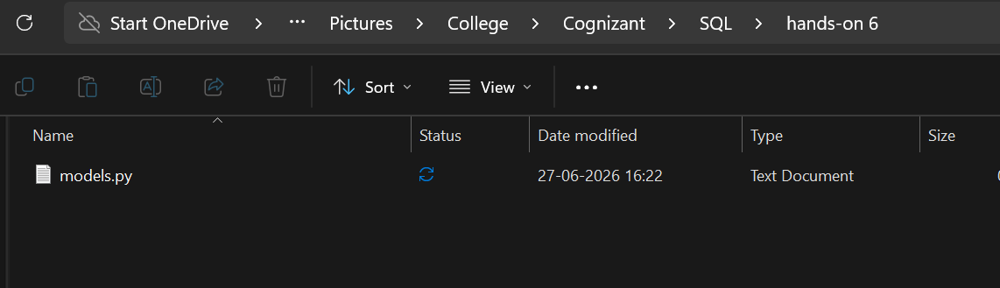 Start OneDrive > ... Pictures > College > Cognizant > SQL > hands-on 6
Sort View ...
Name Status Date modified Type Size
models.py 27-06-2026 16:22 Text Document